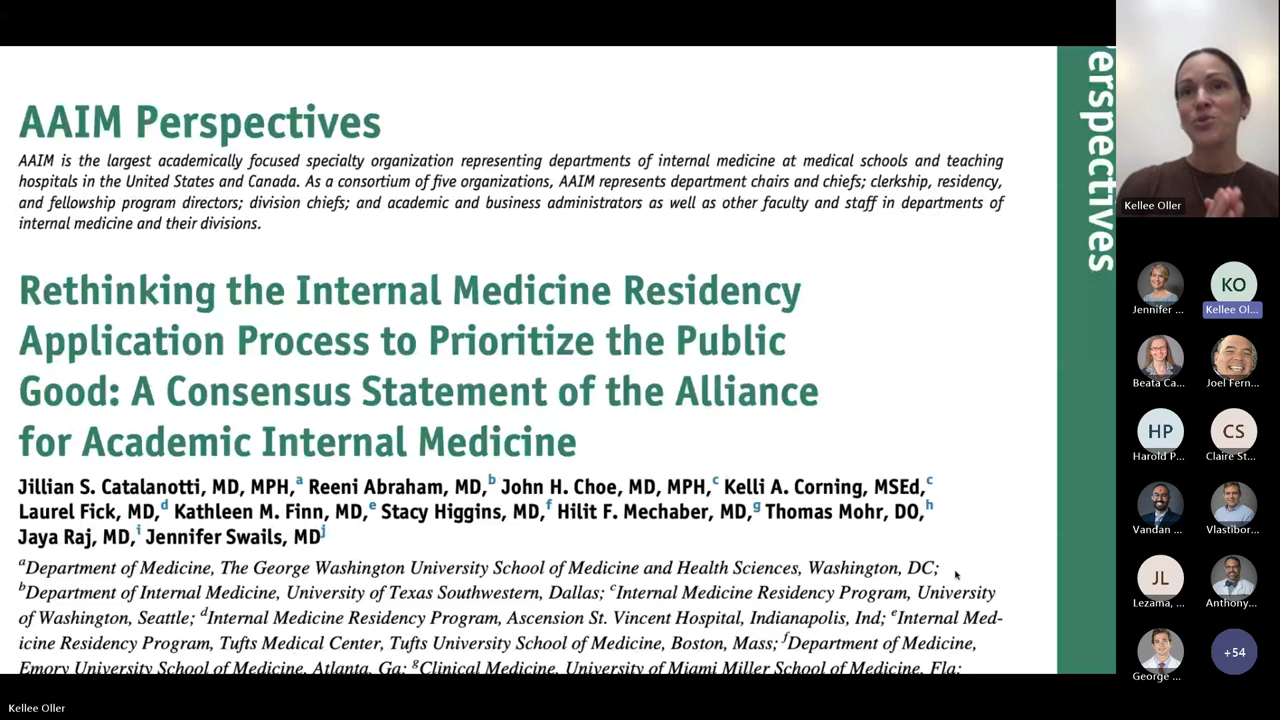 AAIM Perspectives
AAIM is the largest academically focused specialty organization representing departments of internal medicine at medical schools and teaching
hospitals in the United States and Canada. As a consortium of five organizations, AAIM represents department chairs and chiefs; clerkship, residency,
and fellowship program directors; division chiefs; and academic and business administrators as well as other faculty and staff in departments of
internal medicine and their divisions.
Rethinking the Internal Medicine Residency
Application Process to Prioritize the Public
Good: A Consensus Statement of the Alliance
for Academic Internal Medicine
Jillian S. Catalanotti, MD, MPH,a Reeni Abraham, MD,b John H. Choe, MD, MPH,c Kelli A. Corning, MSEd,c
Laurel Fick, MD,d Kathleen M. Finn, MD,e Stacy Higgins, MD,f Hilit F. Mechaber, MD,g Thomas Mohr, DO,h
Jaya Raj, MD,i Jennifer Swails, MDj
aDepartment of Medicine, The George Washington University School of Medicine and Health Sciences, Washington, DC;
bDepartment of Internal Medicine, University of Texas Southwestern, Dallas; cInternal Medicine Residency Program, University
of Washington, Seattle; dInternal Medicine Residency Program, Ascension St. Vincent Hospital, Indianapolis, Ind; eInternal Med-
icine Residency Program, Tufts Medical Center, Tufts University School of Medicine, Boston, Mass; fDepartment of Medicine,
Emory University School of Medicine, Atlanta, Ga; gClinical Medicine, University of Miami Miller School of Medicine, Fla;
erspectives
Kellee Oller
Jennifer ...
KO
Kellee Ol...
Beata Ca...
Joel Fern...
HP
Harold P...
CS
Claire St...
Vandan ...
Vlastibor...
JL
Lezama, ...
Anthony...
George ...
+54
Kellee Oller